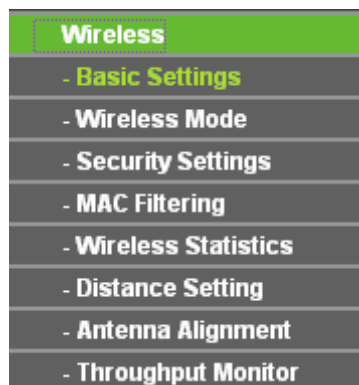 Wireless
- Basic Settings
- Wireless Mode
- Security Settings
- MAC Filtering
- Wireless Statistics
- Distance Setting
- Antenna Alignment
- Throughput Monitor